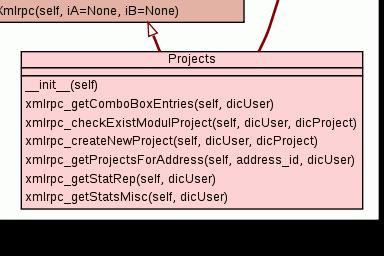 Xmlrpc(self, iA=None, iB=None)
Projects
__init__(self)
xmlrpc_getComboBoxEntries(self, dicUser)
xmlrpc_checkExistModulProject(self, dicUser, dicProject)
xmlrpc_createNewProject(self, dicUser, dicProject)
xmlrpc_getProjectsForAddress(self, address_id, dicUser)
xmlrpc_getStatRep(self, dicUser)
xmlrpc_getStatsMisc(self, dicUser)